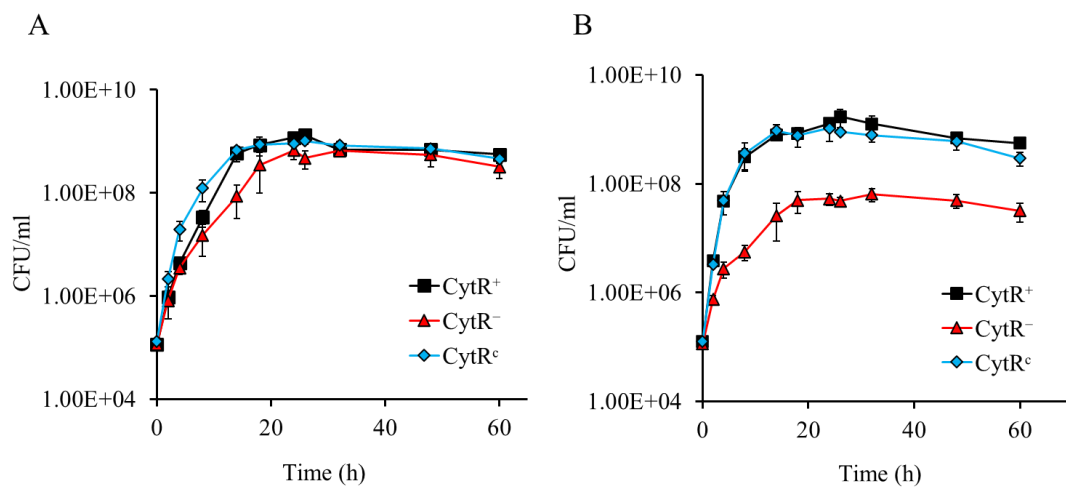 A
1.00E+10
1.00E+08
1.00E+06
1.00E+04
CFU/ml
0
20
40
60
Time (h)
CytR⁺
CytR⁻
CytRᶜ
B
1.00E+10
1.00E+08
1.00E+06
1.00E+04
CFU/ml
0
20
40
60
Time (h)
CytR⁺
CytR⁻
CytRᶜ